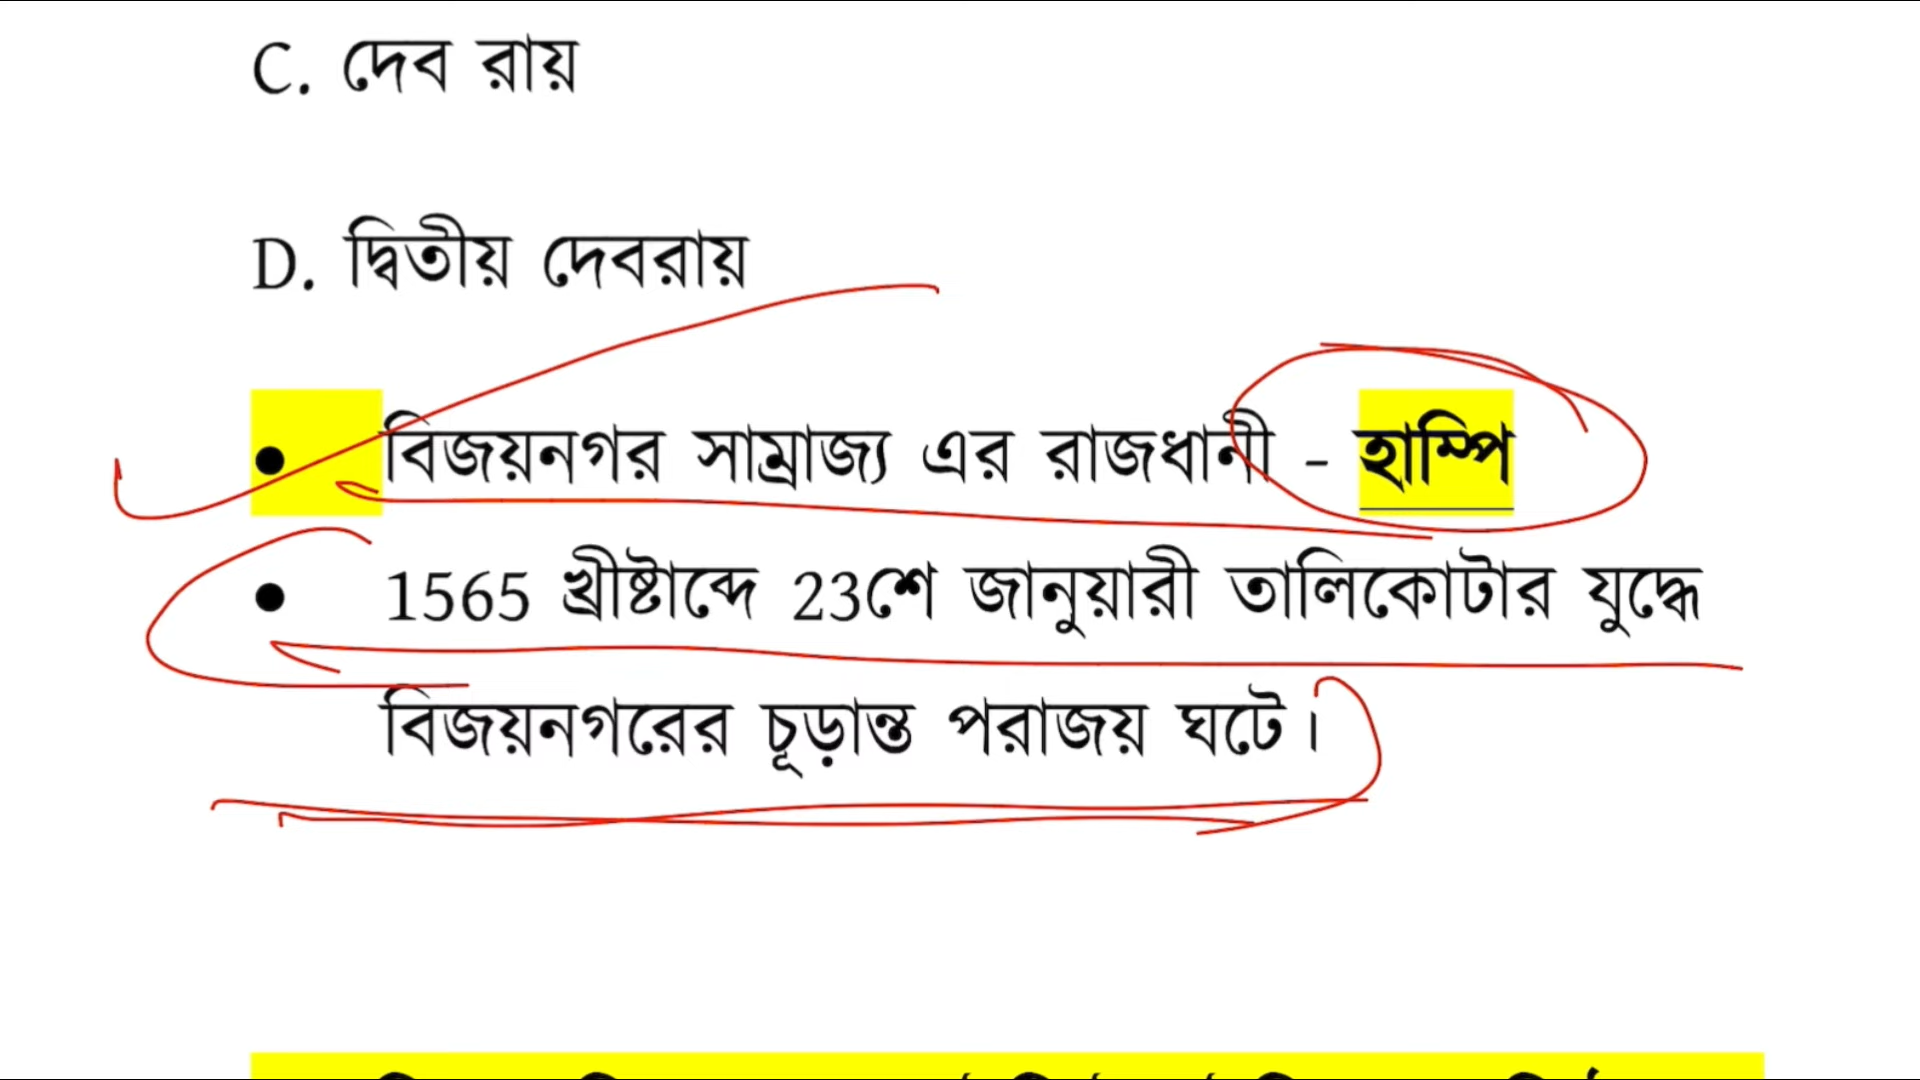 C. দেব রায়
D. দ্বিতীয় দেবরায়
• বিজয়নগর সাম্রাজ্য এর রাজধানী - হাম্পি
• 1565 খ্রীষ্টাব্দে 23শে জানুয়ারী তালিকোটার যুদ্ধে
বিজয়নগরের চূড়ান্ত পরাজয় ঘটে।